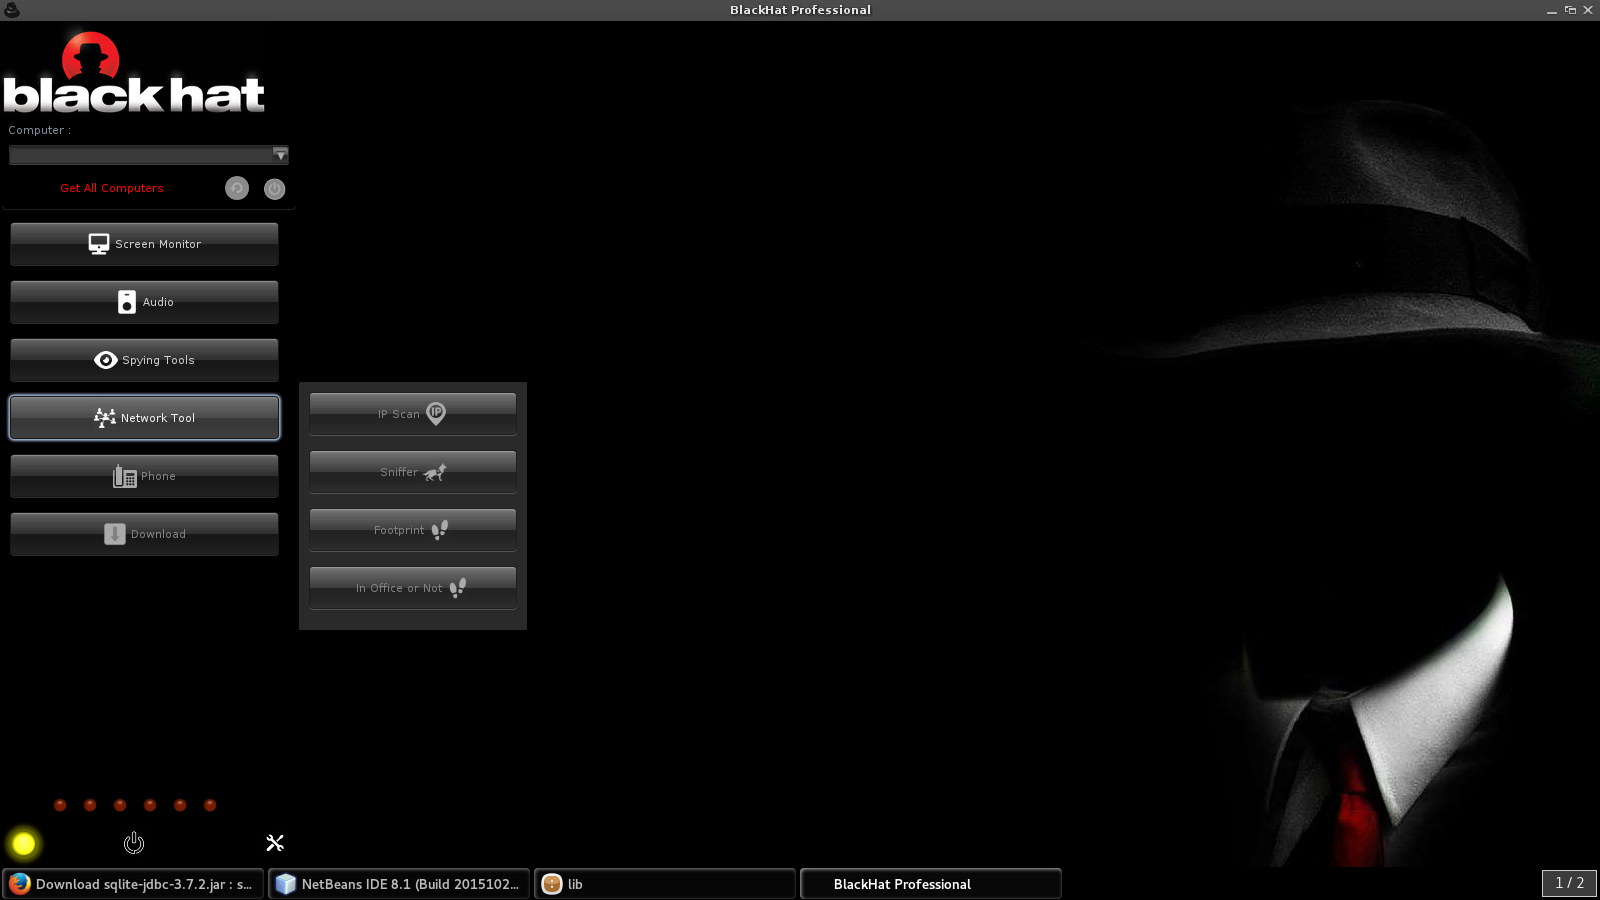 BlackHat Professional
black hat
Computer :
Get All Computers
Screen Monitor
Audio
Spying Tools
Network Tool
Phone
Download
IP Scan IP
Sniffer
Footprint
In Office or Not
Download sqlite-jdbc-3.7.2.jar : s...
NetBeans IDE 8.1 (Build 2015102...
lib
BlackHat Professional
1 / 2